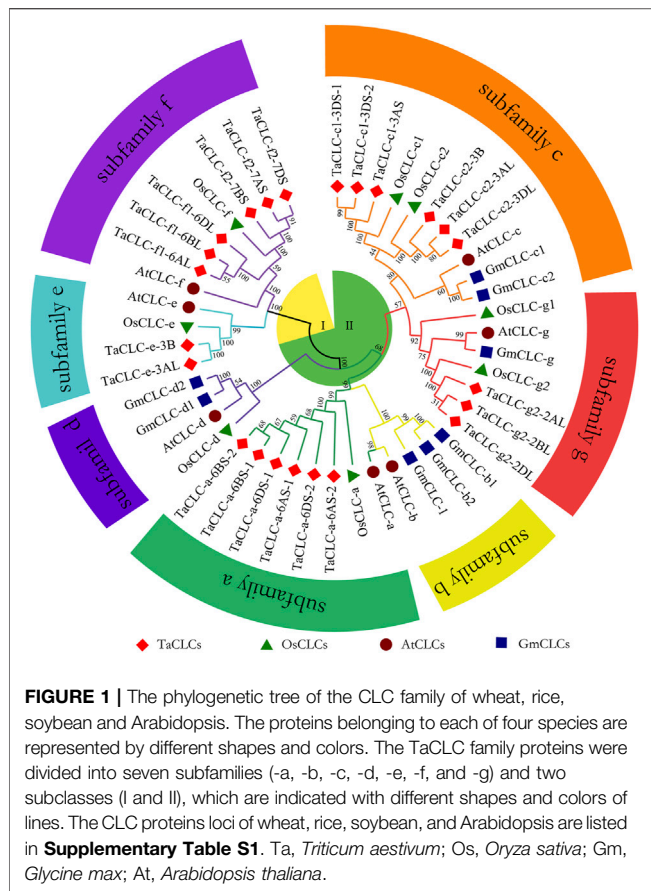 subfamily f
subfamily c
subfamily e
subfamil d
subfamily g
subfamily a
subfamily b
TaCLC-c1-3DS-1
TaCLC-c1-3DS-2
TaCLC-c1-3AS
OsCLC-c1
OsCLC-c2
TaCLC-c2-3B
TaCLC-c2-3AL
TaCLC-c2-3DL
AtCLC-c
GmCLC-c1
GmCLC-c2
OsCLC-g1
AtCLC-g
GmCLC-g
OsCLC-g2
TaCLC-g2-2AL
TaCLC-g2-2BL
TaCLC-g2-2DL
GmCLC-b1
GmCLC-b2
GmCLC-1
AtCLC-b
AtCLC-a
OsCLC-a
TaCLC-a-6AS-2
TaCLC-a-6DS-2
TaCLC-a-6AS-1
TaCLC-a-6DS-1
TaCLC-a-6BS-1
TaCLC-a-6BS-2
OsCLC-d
AtCLC-d
GmCLC-d1
GmCLC-d2
TaCLC-e-3AL
TaCLC-e-3B
OsCLC-e
AtCLC-e
AtCLC-f
TaCLC-f1-6AL
TaCLC-f1-6BL
TaCLC-f1-6DL
OsCLC-f
TaCLC-f2-7BS
TaCLC-f2-7AS
TaCLC-f2-7DS
I II
TaCLCs OsCLCs AtCLCs GmCLCs
FIGURE 1 | The phylogenetic tree of the CLC family of wheat, rice,
soybean and Arabidopsis. The proteins belonging to each of four species are
represented by different shapes and colors. The TaCLC family proteins were
divided into seven subfamilies (-a, -b, -c, -d, -e, -f, and -g) and two
subclasses (I and II), which are indicated with different shapes and colors of
lines. The CLC proteins loci of wheat, rice, soybean, and Arabidopsis are listed
in Supplementary Table S1. Ta, Triticum aestivum; Os, Oryza sativa; Gm,
Glycine max; At, Arabidopsis thaliana.